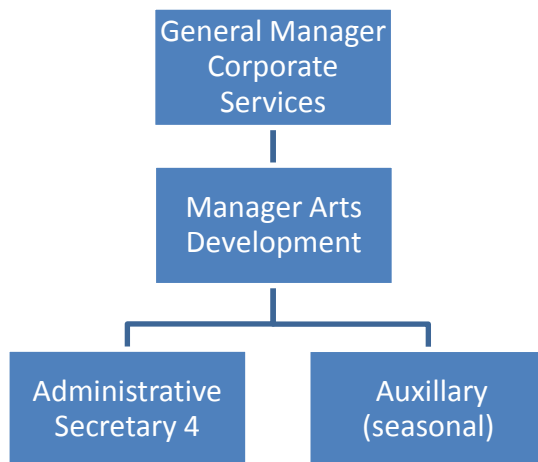 General Manager
Corporate
Services
Manager Arts
Development
Administrative
Secretary 4
Auxillary
(seasonal)